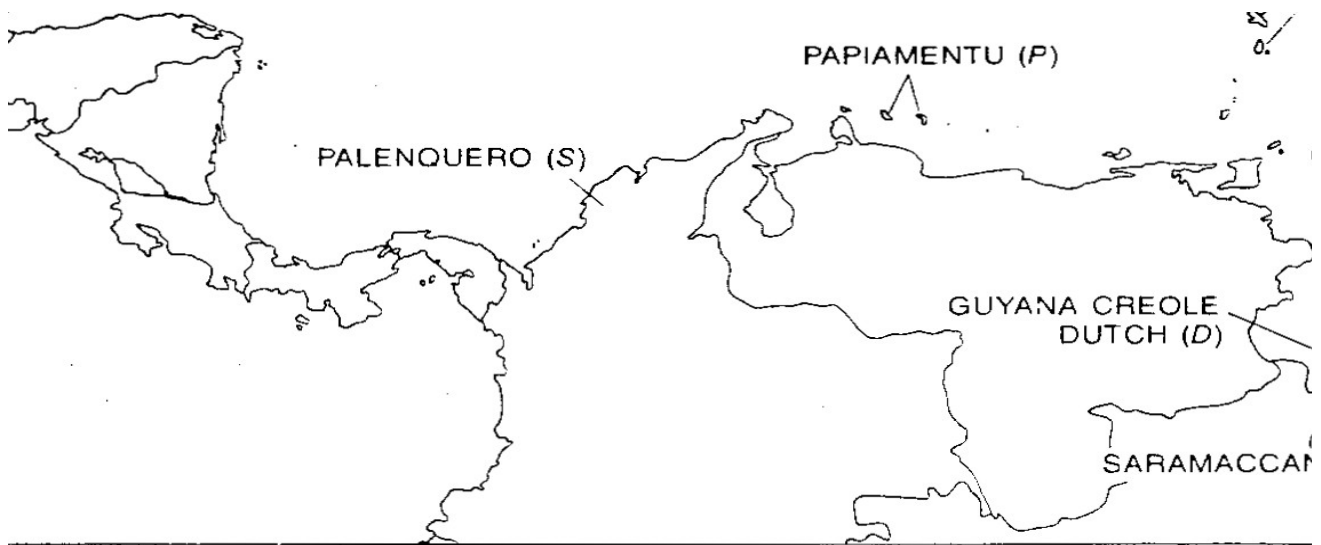 PAPIAMENTU (P)
PALENQUERO (S)
GUYANA CREOLE
DUTCH (D)
SARAMACCAN